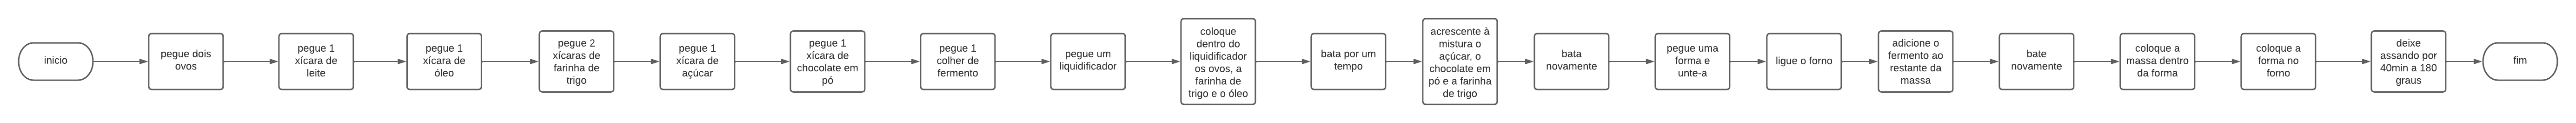 inicio
pegue dois
ovos
pegue 1
xícara de
leite
pegue 1
xícara de
óleo
pegue 2
xícaras de
farinha de
trigo
pegue 1
xícara de
açúcar
pegue 1
xícara de
chocolate em
pó
pegue 1
colher de
fermento
pegue um
liquidificador
coloque
dentro do
liquidificador
os ovos, a
farinha de
trigo e o óleo
bata por um
tempo
acrescente à
mistura o
açúcar, o
chocolate em
pó e a farinha
de trigo
bata
novamente
pegue uma
forma e
unte-a
ligue o forno
adicione o
fermento ao
restante da
massa
bate
novamente
coloque a
massa dentro
da forma
coloque a
forma no
forno
deixe
assando por
40min a 180
graus
fim